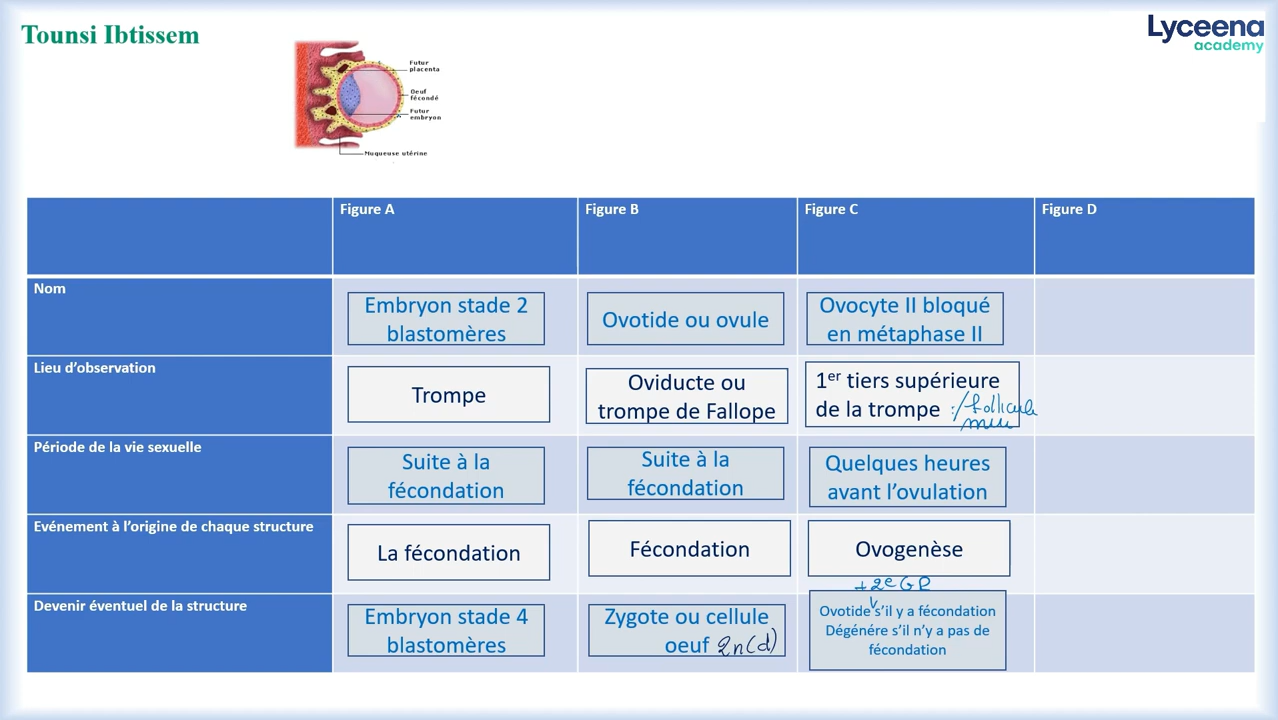 Tounsi Ibtissem
Lyceena
academy
Futur
placenta
Oeuf
fécondé
Futur
embryon
Muqueuse utérine
Figure A
Figure B
Figure C
Figure D
Nom
Embryon stade 2
blastomères
Ovotide ou ovule
Ovocyte II bloqué
en métaphase II
Lieu d'observation
Trompe
Oviducte ou
trompe de Fallope
1er tiers supérieure
de la trompe :/follicule
Période de la vie sexuelle
Suite à la
fécondation
Suite à la
fécondation
Quelques heures
avant l'ovulation
Evénement à l'origine de chaque structure
La fécondation
Fécondation
Ovogenèse
Devenir éventuel de la structure
Embryon stade 4
blastomères
Zygote ou cellule
oeuf 2n(d)
+2e GP
Ovotide s'il y a fécondation
Dégénére s'il n'y a pas de
fécondation